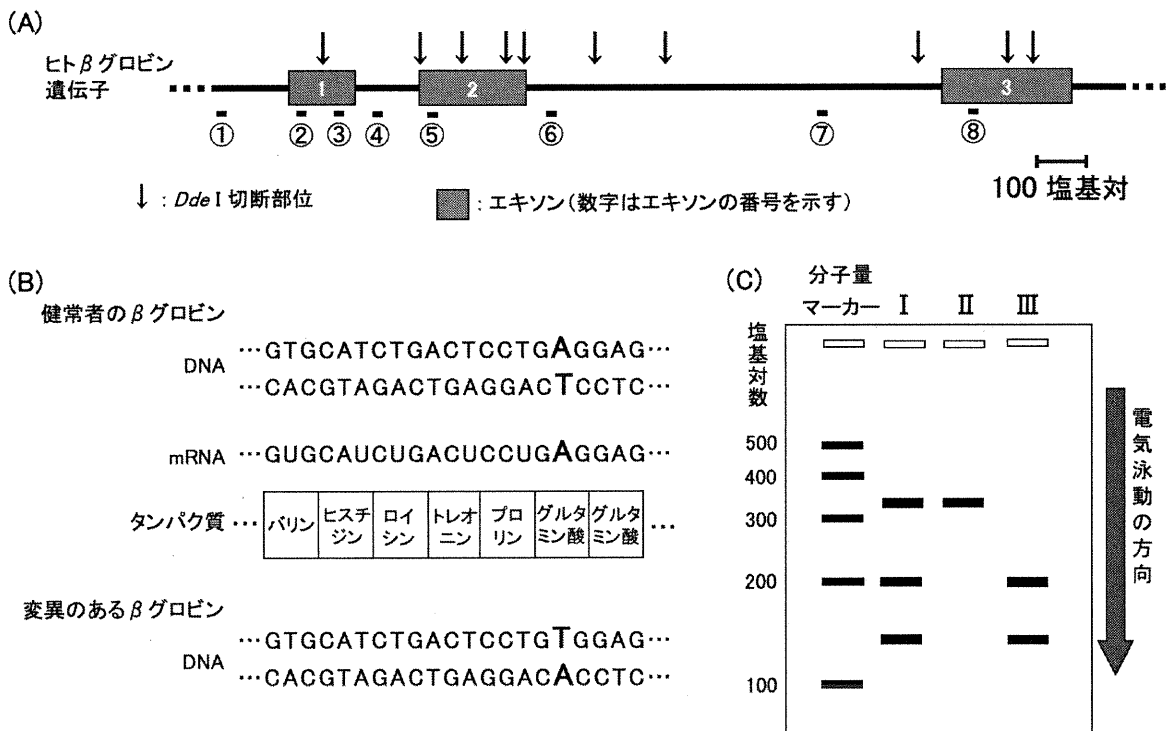 (A)
ヒトβグロビン
遺伝子
1
2
3
①
②
③
④
⑤
⑥
⑦
⑧
100 塩基対
↓:DdeⅠ切断部位
:エキソン(数字はエキソンの番号を示す)
(B)
健常者のβグロビン
DNA
…GTGCATCTGACTCCTGAGGAG…
…CACGTAGACTGAGGACTCCTC…
mRNA
…GUGCAUCUGACUCCUGAGGAG…
タンパク質
… バリン ヒスチジン ロイシン トレオニン プロリン グルタミン酸 グルタミン酸 …
変異のあるβグロビン
DNA
…GTGCATCTGACTCCTGTGGAG…
…CACGTAGACTGAGGACACCTC…
(C)
分子量
マーカー Ⅰ Ⅱ Ⅲ
塩基対数
500
400
300
200
100
電気泳動の方向